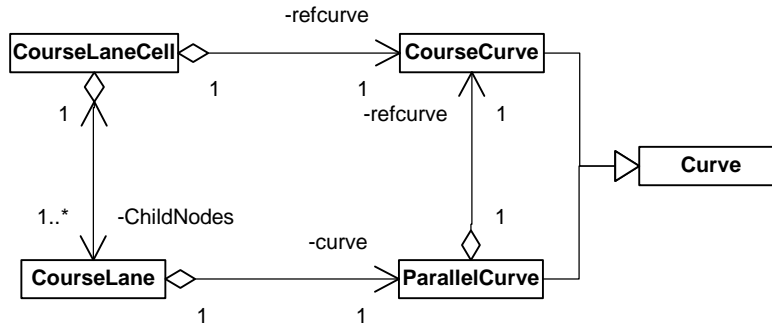 -refcurve
CourseLaneCell
CourseCurve
1
1
1
-refcurve
1
Curve
1..*
-ChildNodes
1
-curve
CourseLane
ParallelCurve
1
1